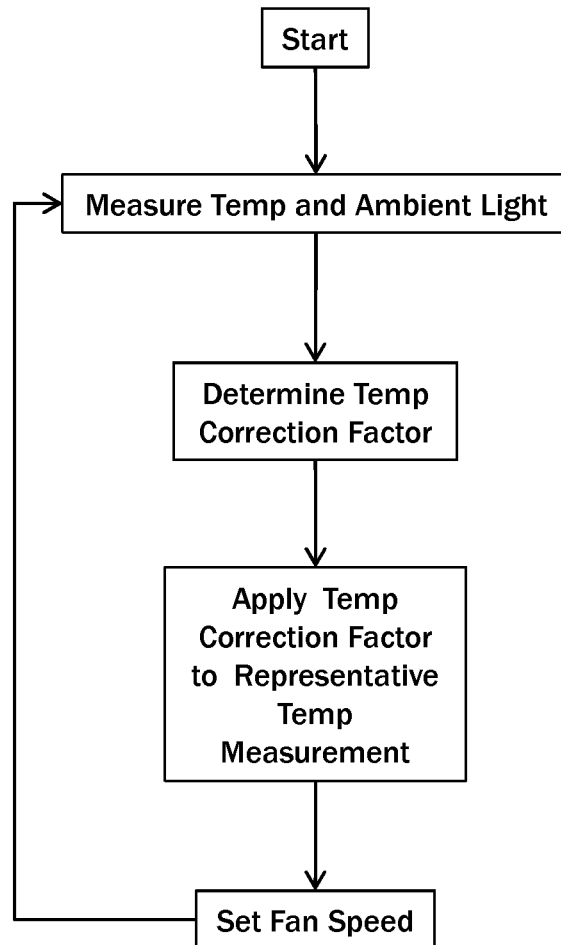 Start
Measure Temp and Ambient Light
Determine Temp
Correction Factor
Apply Temp
Correction Factor
to Representative
Temp
Measurement
Set Fan Speed